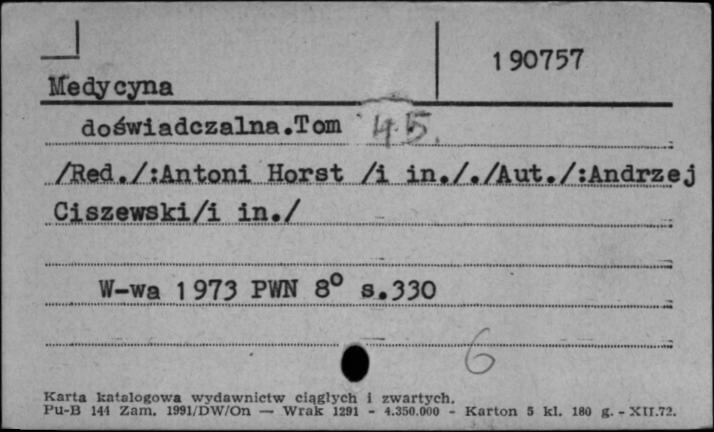 190757
Medycyna
doświadczalna.Tom 45.
/Red./:Antoni Horst /i in././Aut./:Andrzej
Ciszewski/i in./
W-wa 1973 PWN 8° s.330
6
Karta katalogowa wydawnictw ciągłych i zwartych.
Pu-B 144 Zam. 1991/DW/On — Wrak 1291 - 4.350.000 - Karton 5 kl. 180 g. - XII.72.